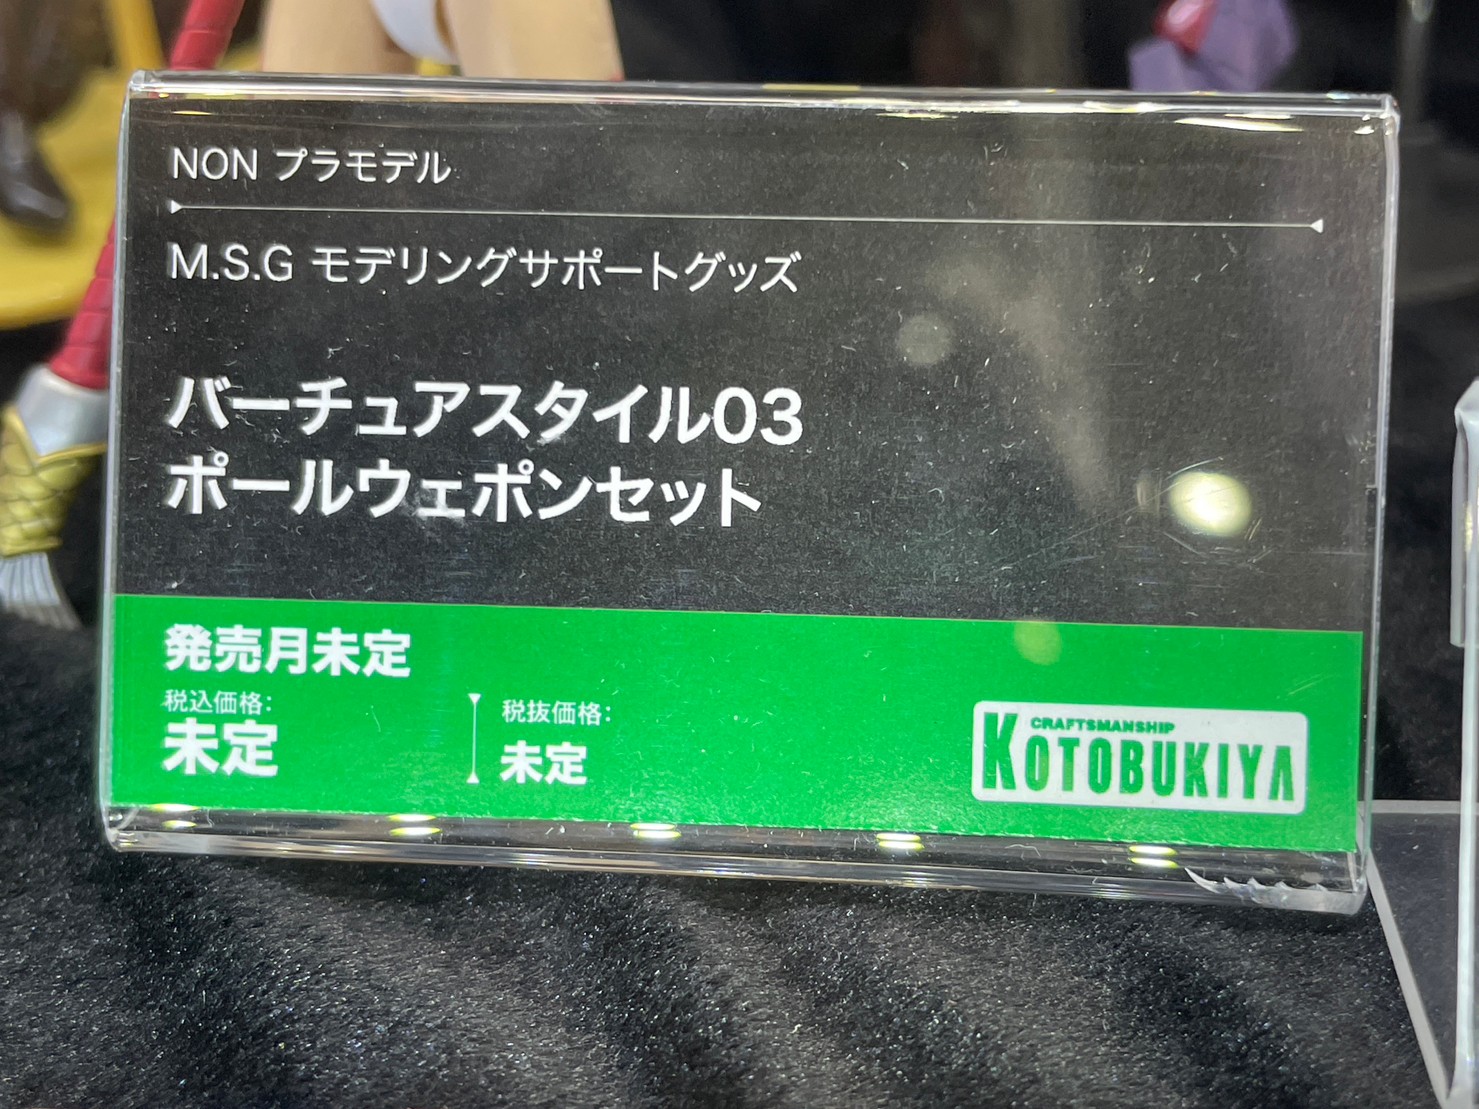 NON プラモデル
M.S.G モデリングサポートグッズ
バーチュアスタイル03
ポールウェポンセット
発売月未定
税込価格:
未定
税抜価格:
未定
CRAFTSMANSHIP
KOTOBUKIYA